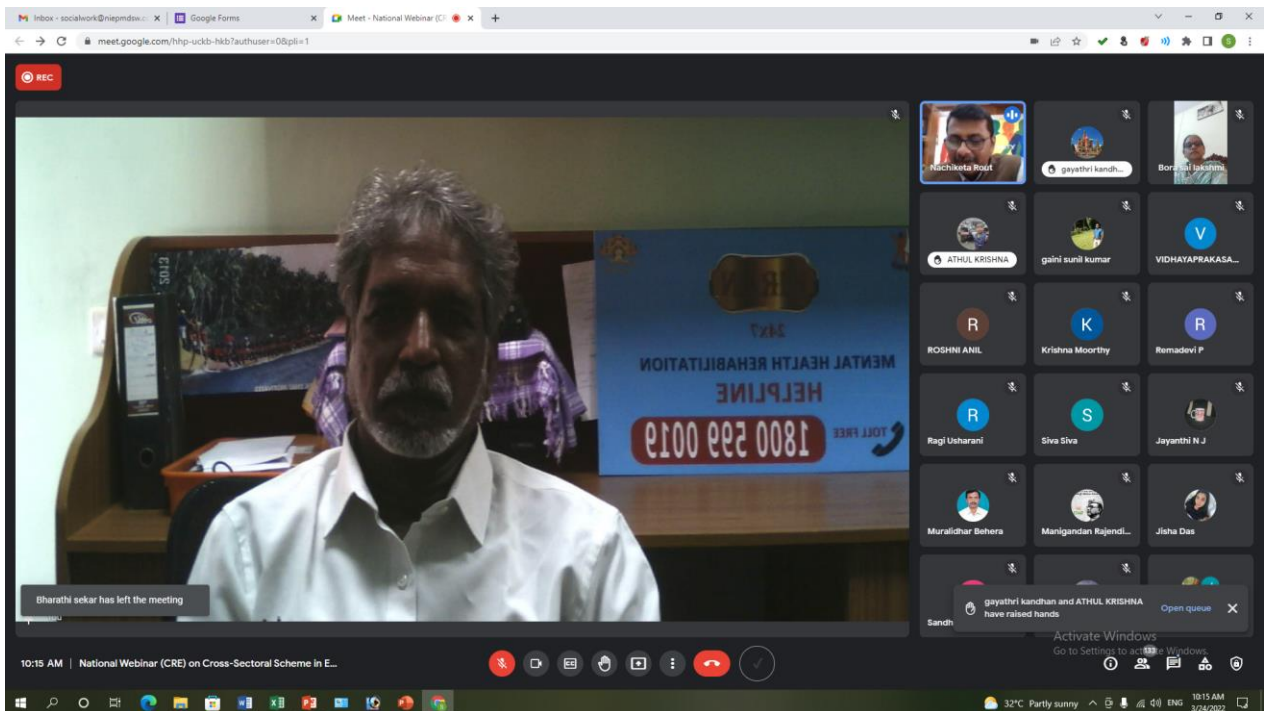 Inbox - socialwork@niepmdsw.c
Google Forms
Meet - National Webinar (CR
meet.google.com/hhp-uckb-hkb?authuser=0&pli=1
REC
2013
24x7
MENTAL HEALTH REHABILITATION
HELPLINE
TOLL FREE 1800 599 0019
Nachiketa Rout
gayathri kandh...
Bora sai lakshmi
ATHUL KRISHNA
gaini sunil kumar
V
VIDHAYAPRAKASA...
R
ROSHNI ANIL
K
Krishna Moorthy
R
Remadevi P
R
Ragi Usharani
S
Siva Siva
Jayanthi N J
Muralidhar Behera
Manigandan Rajendi...
Jisha Das
Sandh
Bharathi sekar has left the meeting
gayathri kandhan and ATHUL KRISHNA
have raised hands
Open queue
Activate Windows
Go to Settings to activate Windows.
10:15 AM | National Webinar (CRE) on Cross-Sectoral Scheme in E...
133
32°C Partly sunny
ENG
10:15 AM
3/24/2022